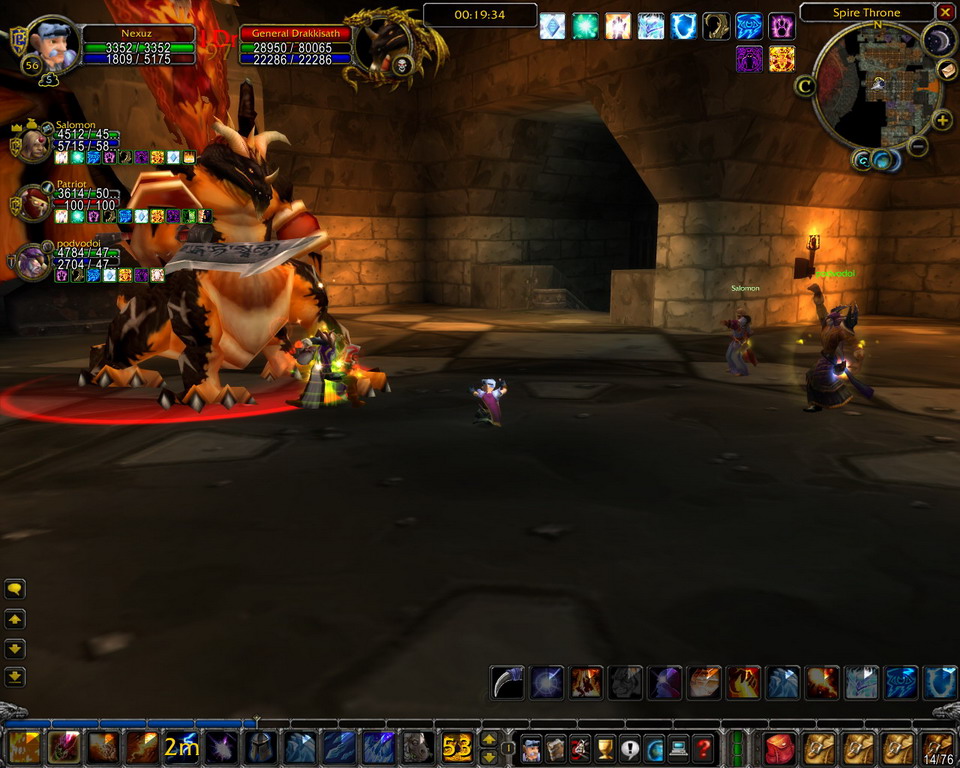 00:19:34
Spire Throne
N
C
Nexuz
3352 / 3352
1809 / 5175
56
General Drakkisath
28950 / 80065
22286 / 22286
Salomon
4512 / 45...
5715 / 58...
Patriot
3614 / 50...
100 / 100
podvodoi
4784 / 47...
2704 / 47...
Salomon
podvodoi
2m
53
14/76